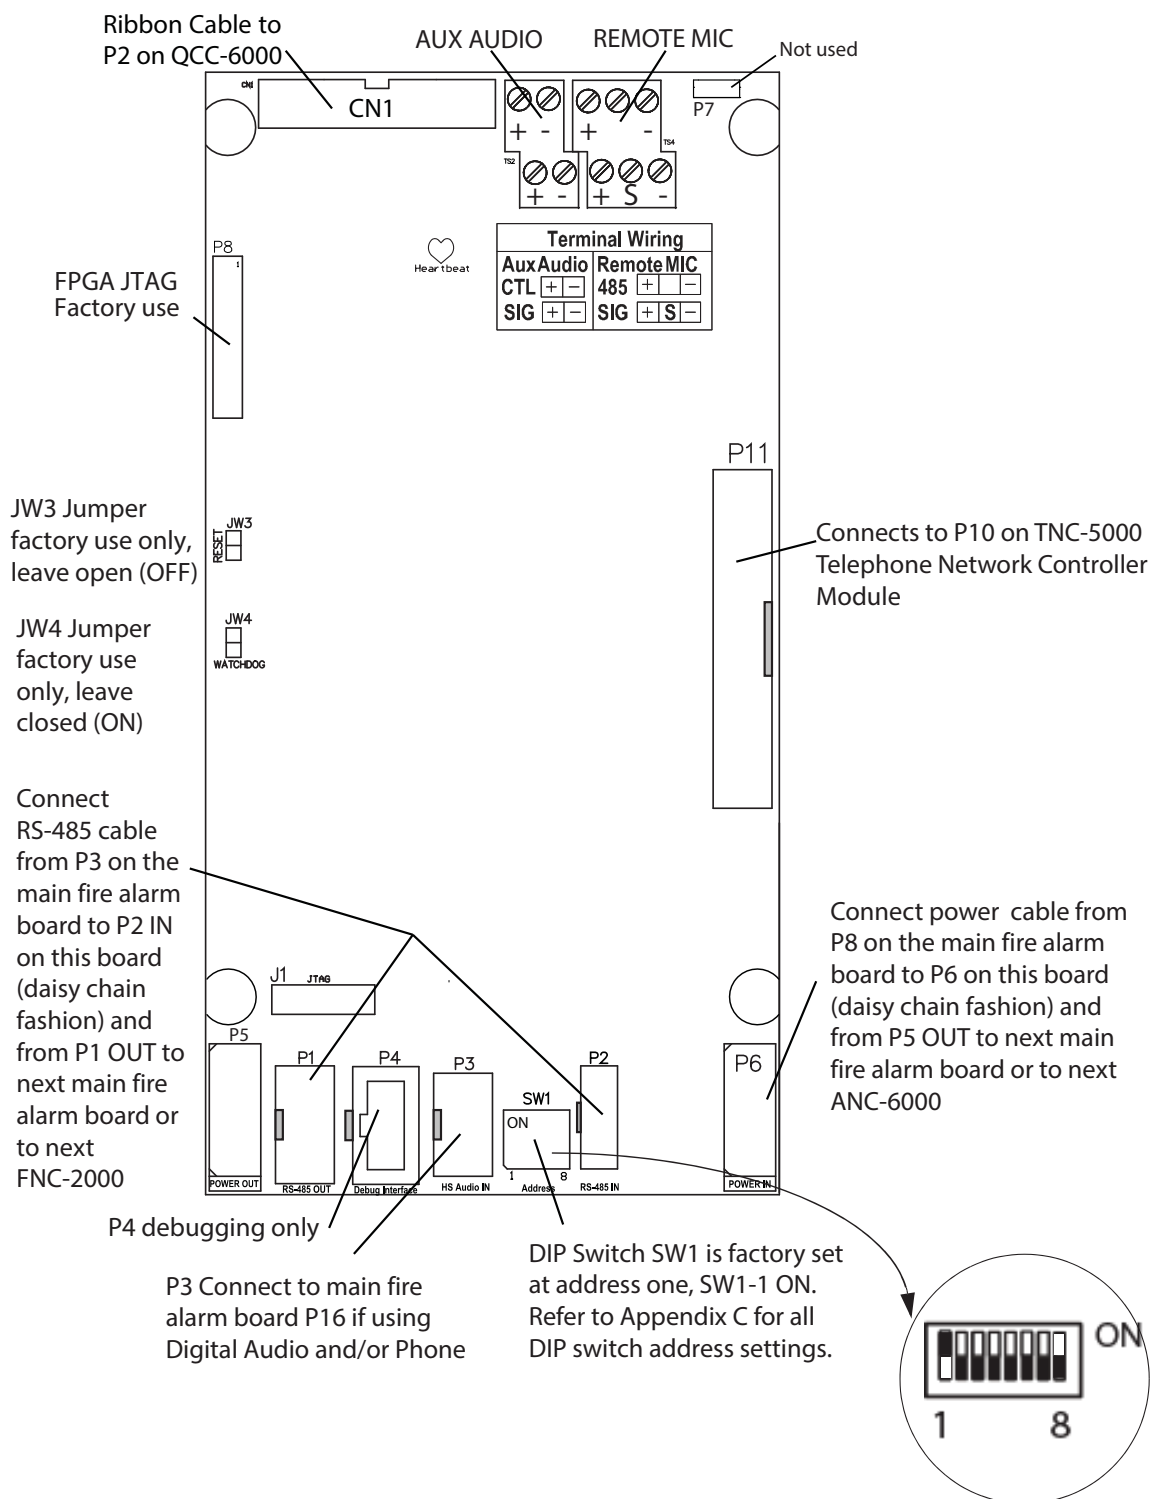 Ribbon Cable to
P2 on QCC-6000
AUX AUDIO
REMOTE MIC
Not used
CN1
CN1
P7
+ -
+ -
TS2
TS4
+ -
+ S -
P8
1
Heartbeat
Terminal Wiring
Aux Audio Remote MIC
CTL + - 485 + -
SIG + - SIG + S -
FPGA JTAG
Factory use
P11
JW3 Jumper
factory use only,
leave open (OFF)
JW3
RESET
Connects to P10 on TNC-5000
Telephone Network Controller
Module
JW4 Jumper
factory use
only, leave
closed (ON)
JW4
WATCHDOG
Connect
RS-485 cable
from P3 on the
main fire alarm
board to P2 IN
on this board
(daisy chain
fashion) and
from P1 OUT to
next main fire
alarm board or
to next
FNC-2000
Connect power cable from
P8 on the main fire alarm
board to P6 on this board
(daisy chain fashion) and
from P5 OUT to next main
fire alarm board or to next
ANC-6000
J1
JTAG
P5
P1
P4
P3
SW1
P2
P6
ON
1 8
POWER OUT
RS-485 OUT
Debug Interface
HS Audio IN
Address
RS-485 IN
POWER IN
P4 debugging only
P3 Connect to main fire
alarm board P16 if using
Digital Audio and/or Phone
DIP Switch SW1 is factory set
at address one, SW1-1 ON.
Refer to Appendix C for all
DIP switch address settings.
ON
1 8